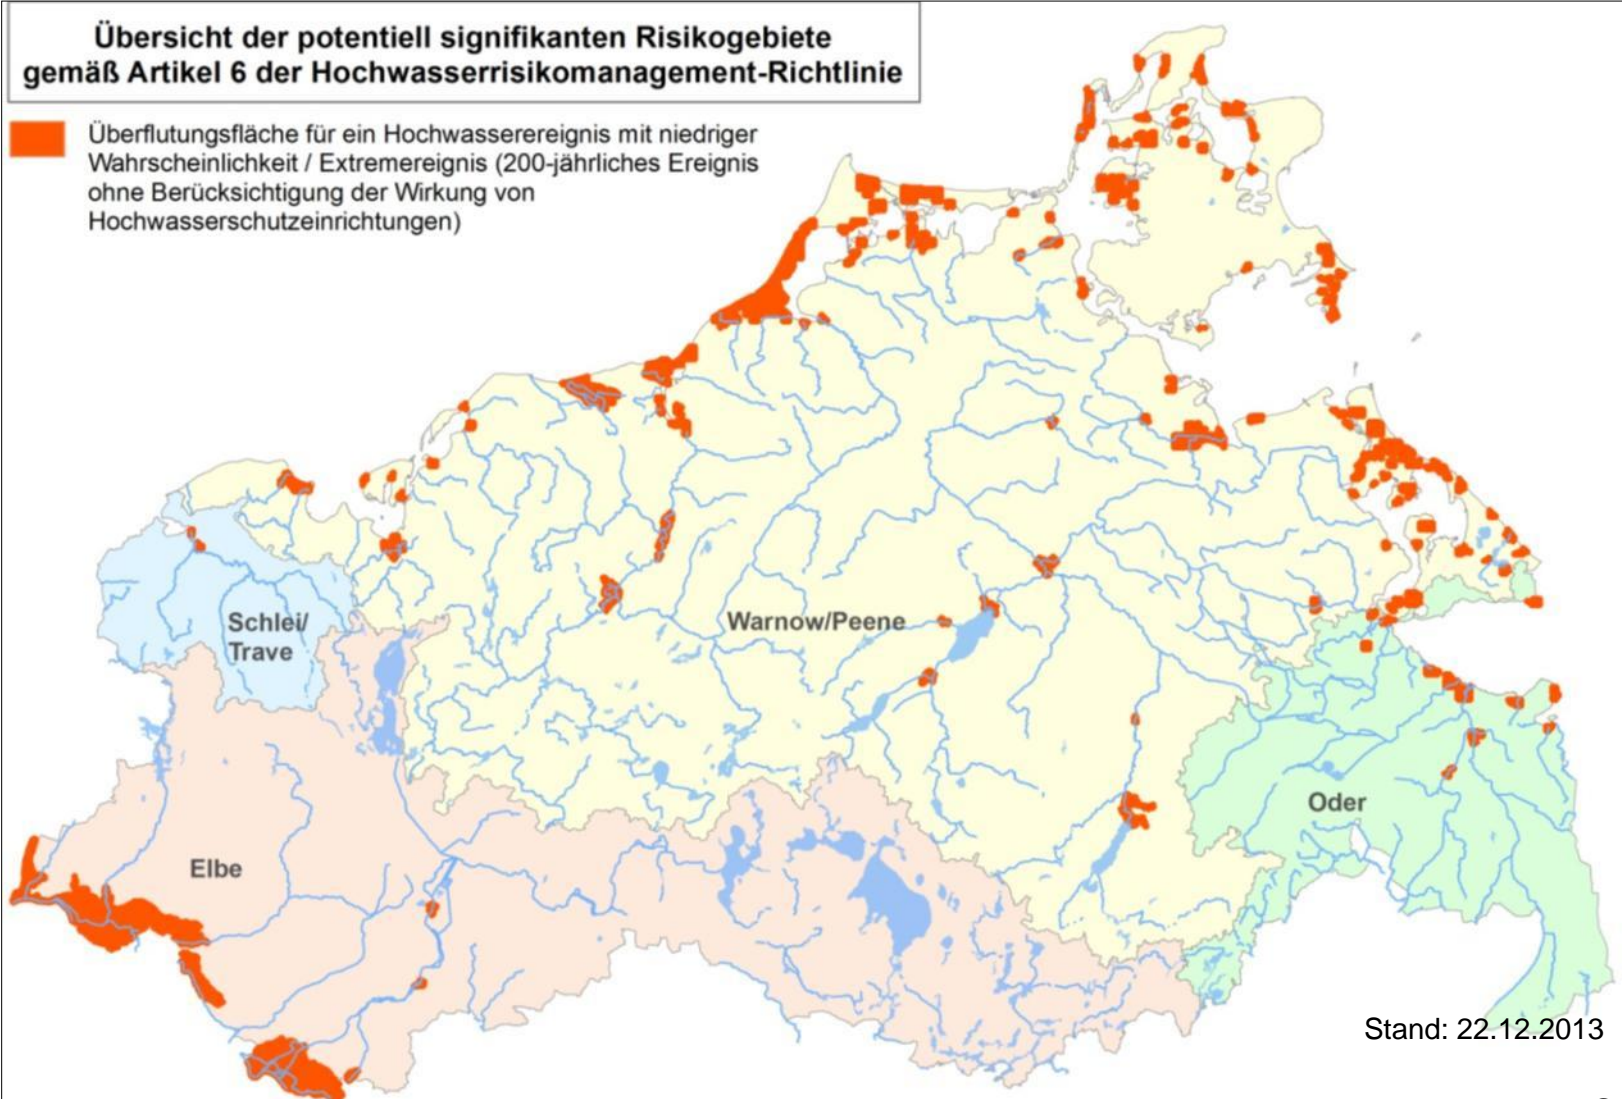 Übersicht der potentiell signifikanten Risikogebiete
gemäß Artikel 6 der Hochwasserrisikomanagement-Richtlinie
Überflutungsfläche für ein Hochwasserereignis mit niedriger
Wahrscheinlichkeit / Extremereignis (200-jährliches Ereignis
ohne Berücksichtigung der Wirkung von
Hochwasserschutzeinrichtungen)
Schlei/
Trave
Warnow/Peene
Oder
Elbe
Stand: 22.12.2013